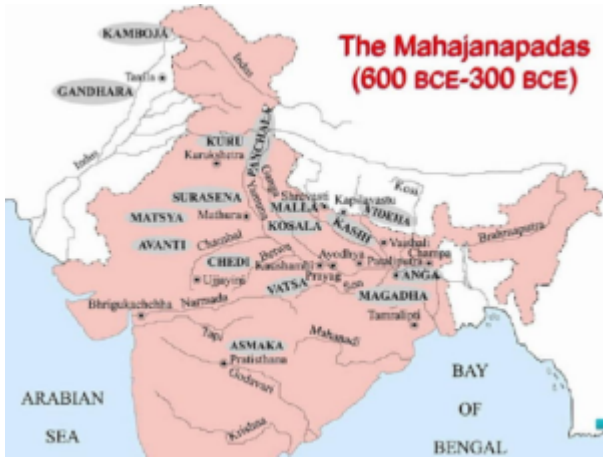 The Mahajanapadas
(600 BCE-300 BCE)
KAMBOJA
Indus
Taxila
GANDHARA
Indus
KURU
Kurukshetra
PANCHALA
Yamuna
Ganga
SURASENA
MATSYA
Mathura
AVANTI
Shravasti
MALLA
Kapilavastu
VIDEHA
Kosi
KOSALA
KASHI
Brahmaputra
Chambal
CHEDI
Betwa
Ayodhya
Vaishali
Kaushambi
Pataliputra
Champa
Ujjayini
Prayag
ANGA
VATSA
Son
MAGADHA
Bhrigukachchha
Narmada
Tamralipti
Tapi
ASMAKA
Mahanadi
Pratisthana
Godavari
Krishna
ARABIAN
SEA
BAY
OF
BENGAL